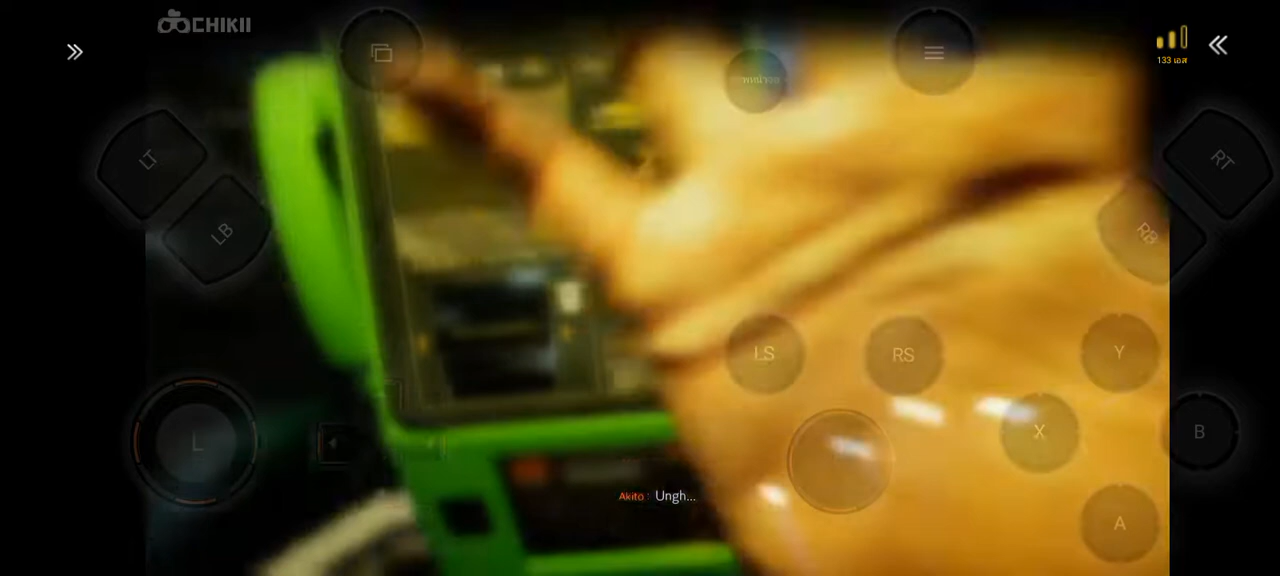 CHIKII
133 เอส
LT
RT
LB
RB
LS
RS
Y
X
B
L
A
Akito : Ungh...